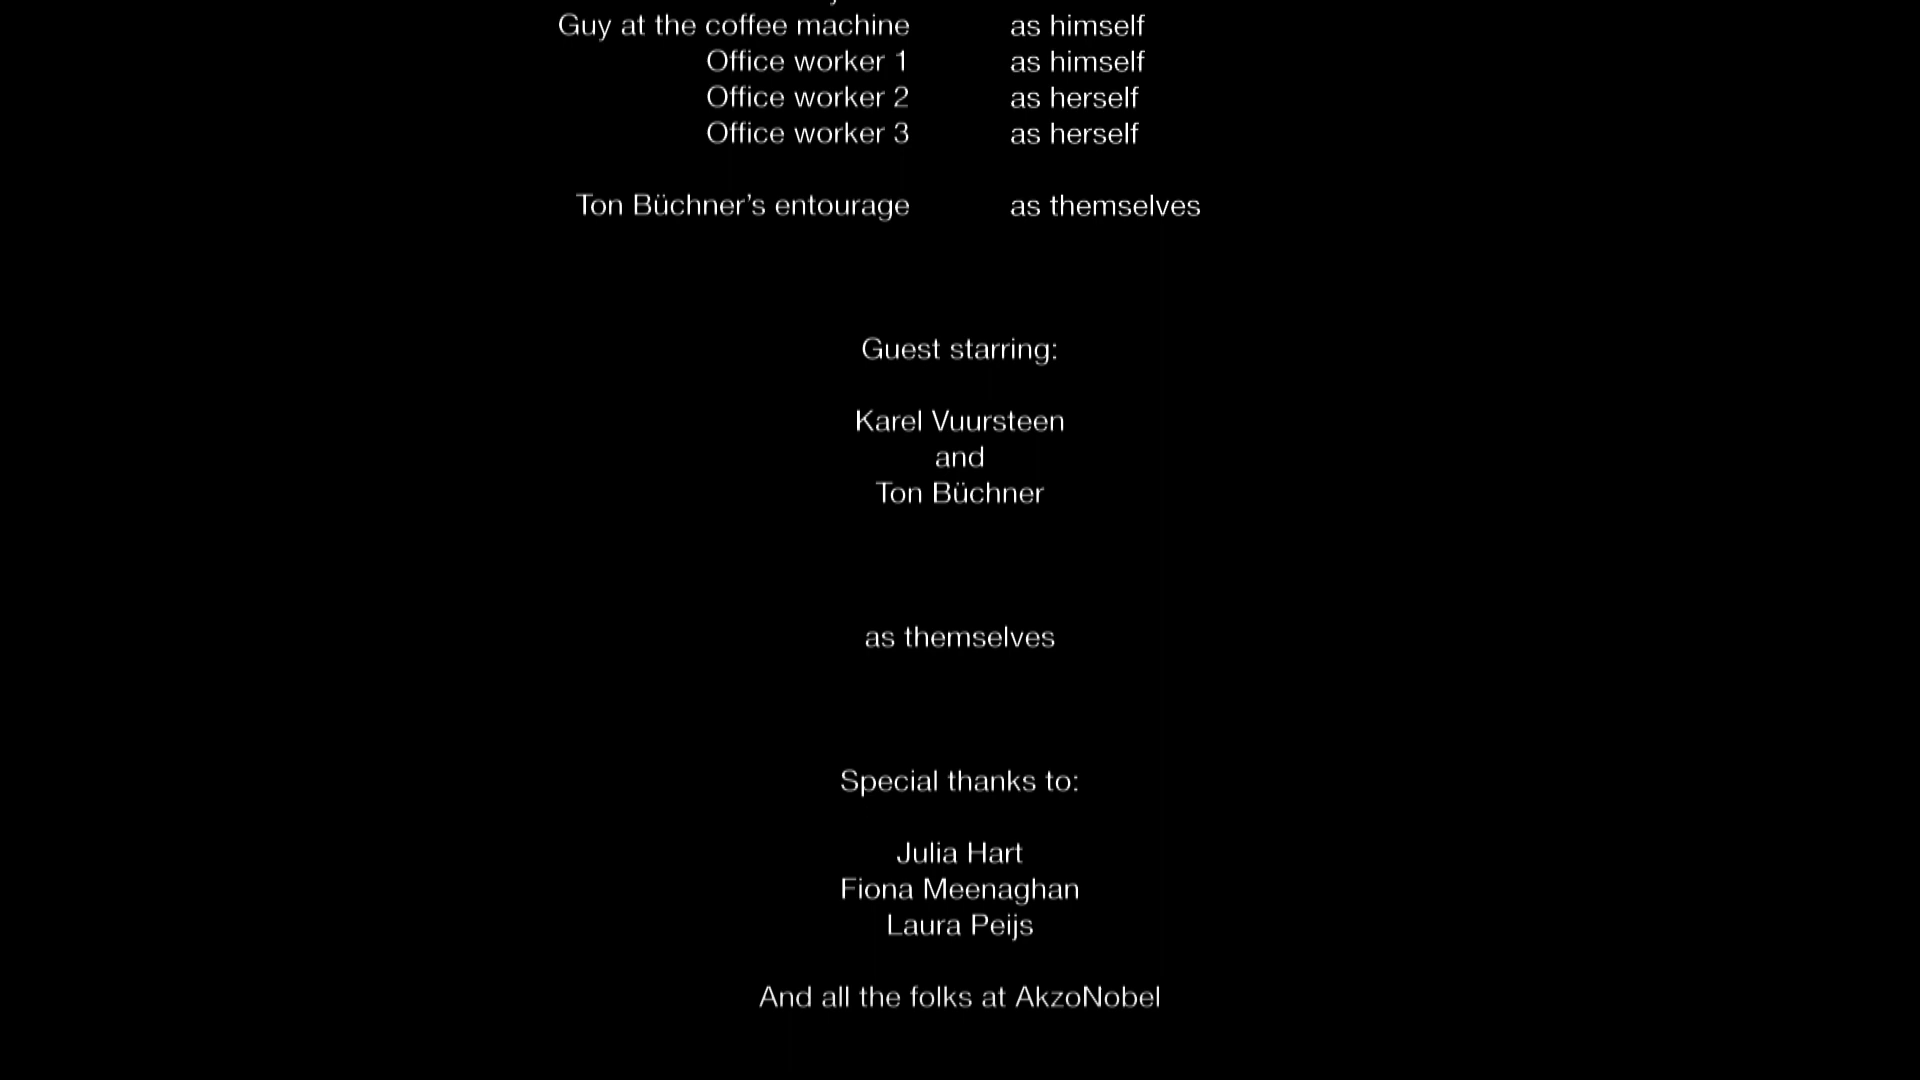 Guy at the coffee machine as himself
Office worker 1 as himself
Office worker 2 as herself
Office worker 3 as herself
Ton Büchner’s entourage as themselves
Guest starring:
Karel Vuursteen
and
Ton Büchner
as themselves
Special thanks to:
Julia Hart
Fiona Meenaghan
Laura Peijs
And all the folks at AkzoNobel